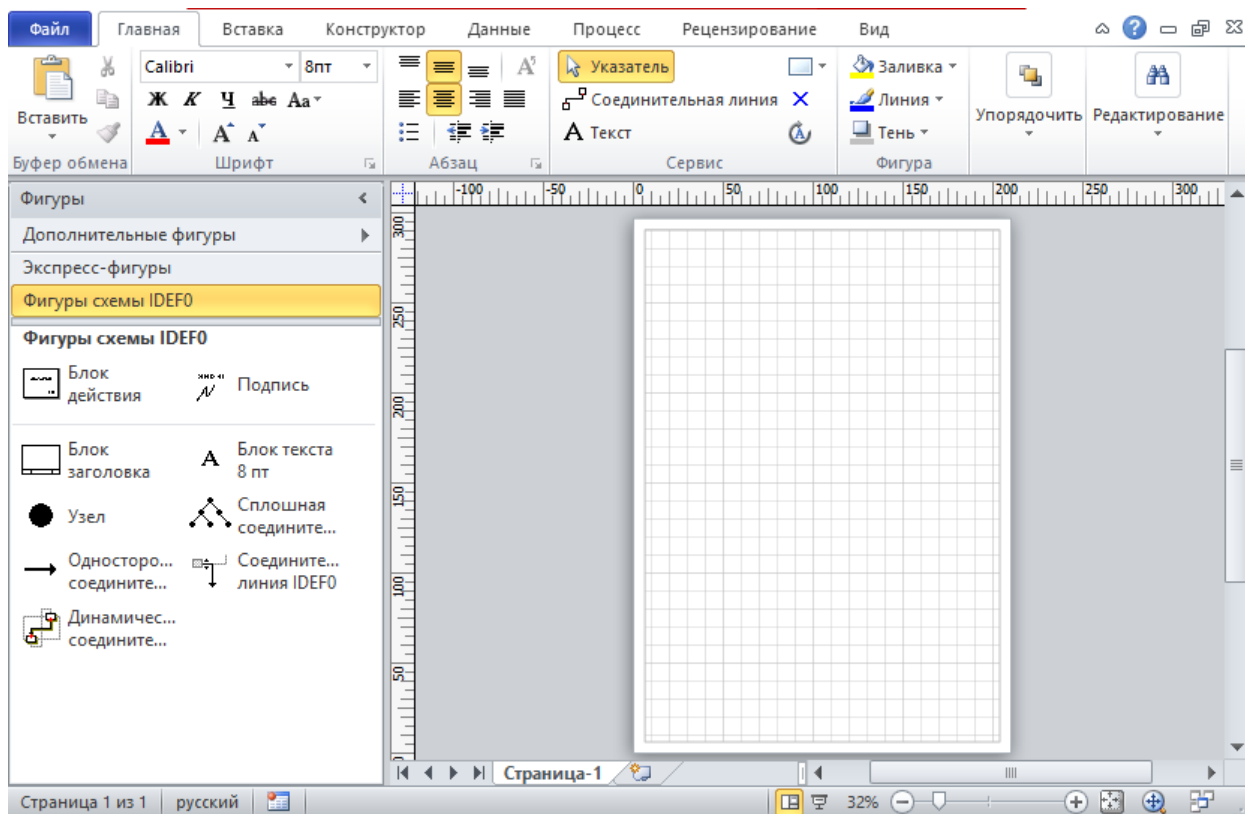 Файл Главная Вставка Конструктор Данные Процесс Рецензирование Вид
Вставить
Буфер обмена
Calibri 8пт
Ж К Ч abc Aa
A A A
Шрифт
Абзац
Указатель
Соединительная линия
A Текст
Сервис
Заливка
Линия
Тень
Фигура
Упорядочить
Редактирование
Фигуры
Дополнительные фигуры
Экспресс-фигуры
Фигуры схемы IDEF0
Фигуры схемы IDEF0
Блок действия
Подпись
Блок заголовка
Блок текста 8 пт
Узел
Сплошная соедините...
Односторо... соедините...
Соедините... линия IDEF0
Динамичес... соедините...
-100 -50 0 50 100 150 200 250 300
300
250
200
150
100
50
0
Страница-1
Страница 1 из 1 русский 32%